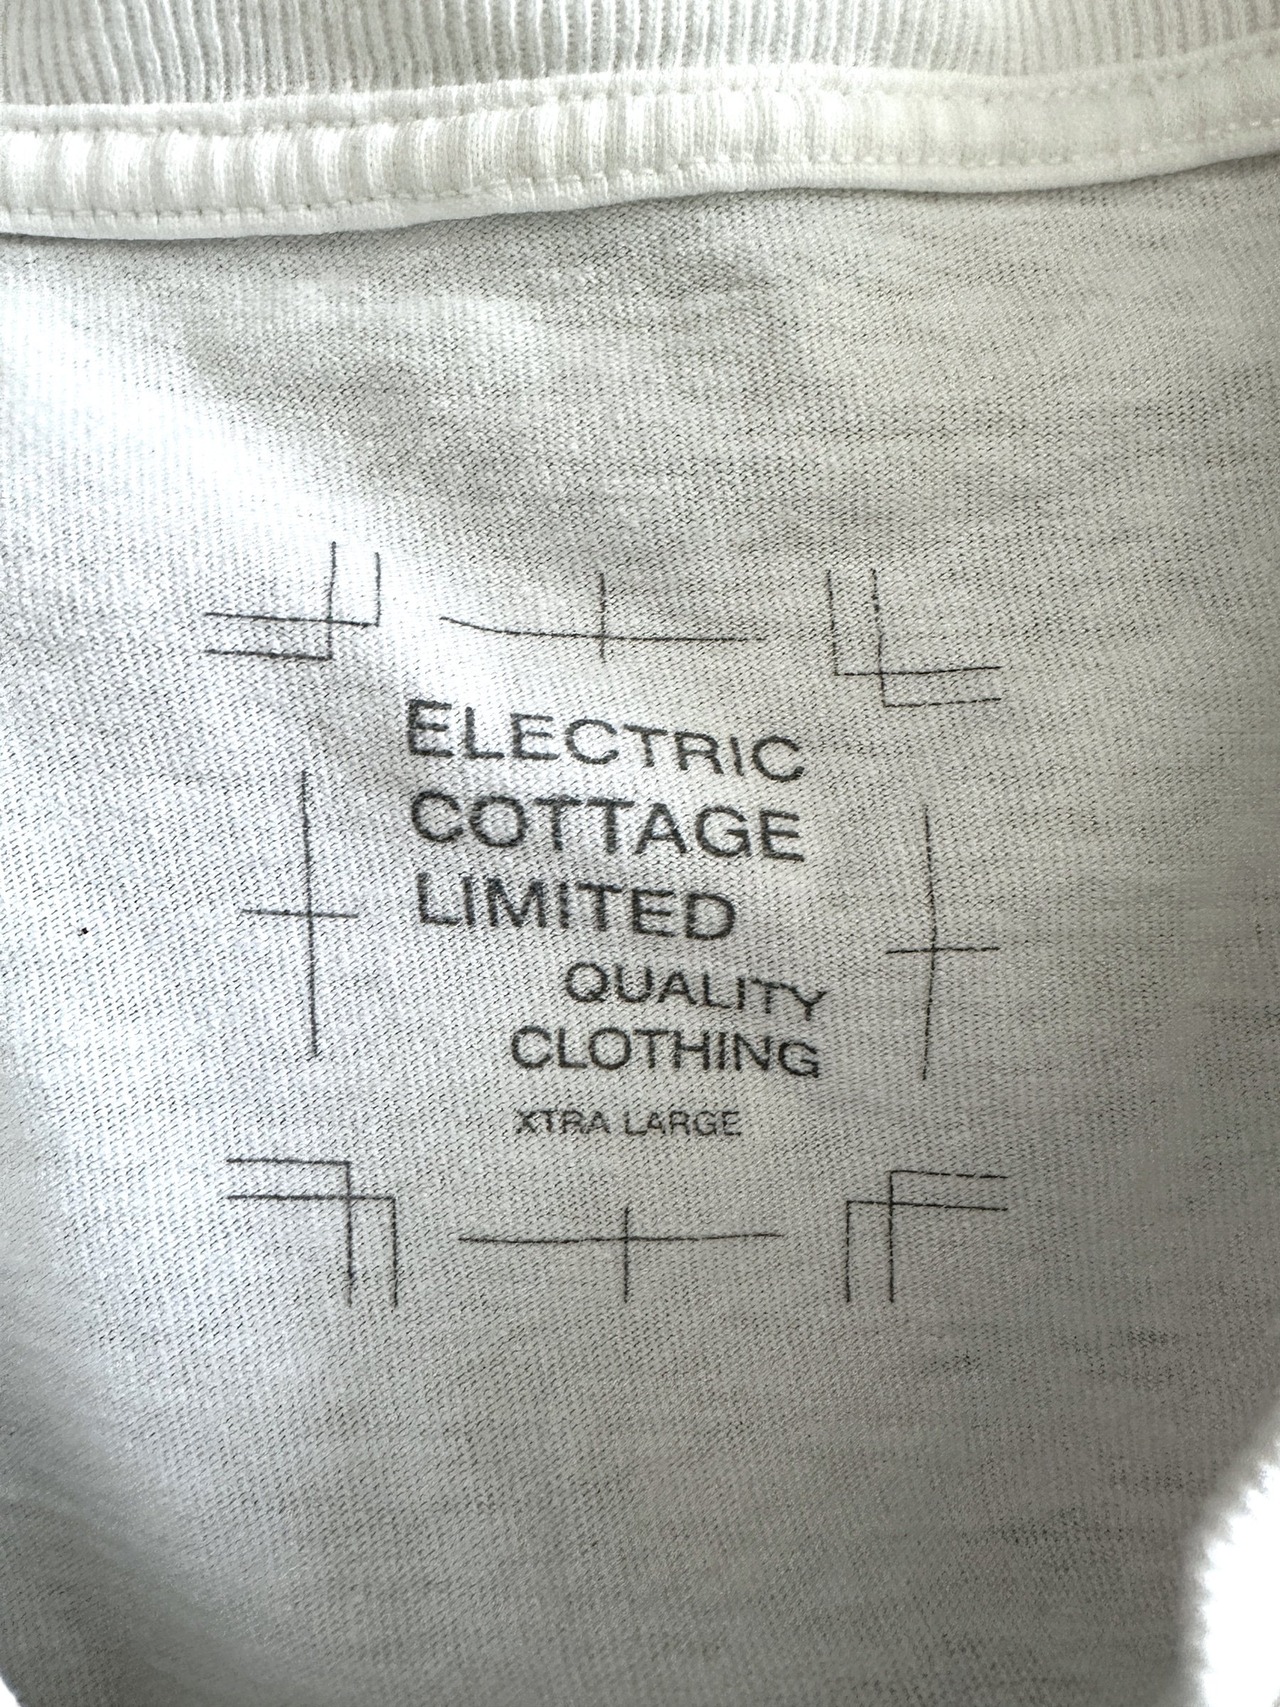 ELECTRIC
COTTAGE
LIMITED
QUALITY
CLOTHING
XTRA LARGE